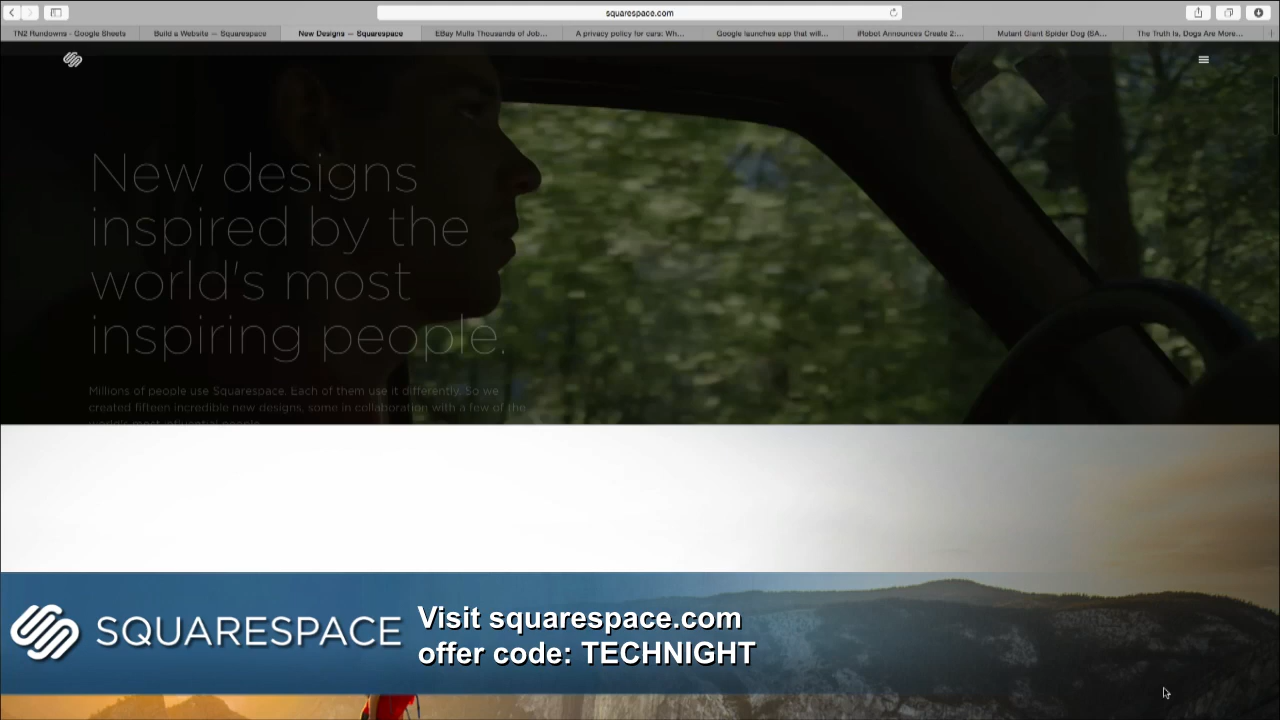 squarespace.com
TN2 Rundowns - Google Sheets
Build a Website — Squarespace
New Designs — Squarespace
EBay Mulls Thousands of Job...
A privacy policy for cars: Wh...
Google launches app that will...
iRobot Announces Create 2:...
Mutant Giant Spider Dog (SA...
The Truth Is, Dogs Are More...
New designs
inspired by the
world's most
inspiring people.
Millions of people use Squarespace. Each of them use it differently. So we
created fifteen incredible new designs, some in collaboration with a few of the
world's most influential people.
SQUARESPACE
Visit squarespace.com
offer code: TECHNIGHT